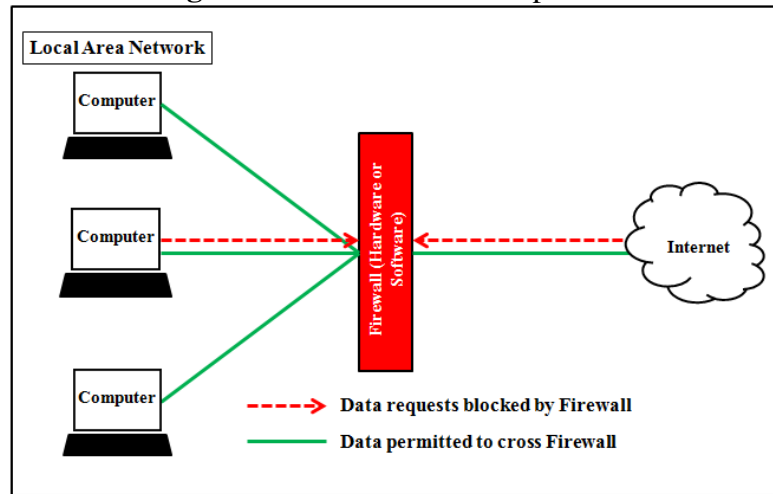 Local Area Network
Computer
Computer
Computer
Firewall (Hardware or
Software)
Internet
Data requests blocked by Firewall
Data permitted to cross Firewall